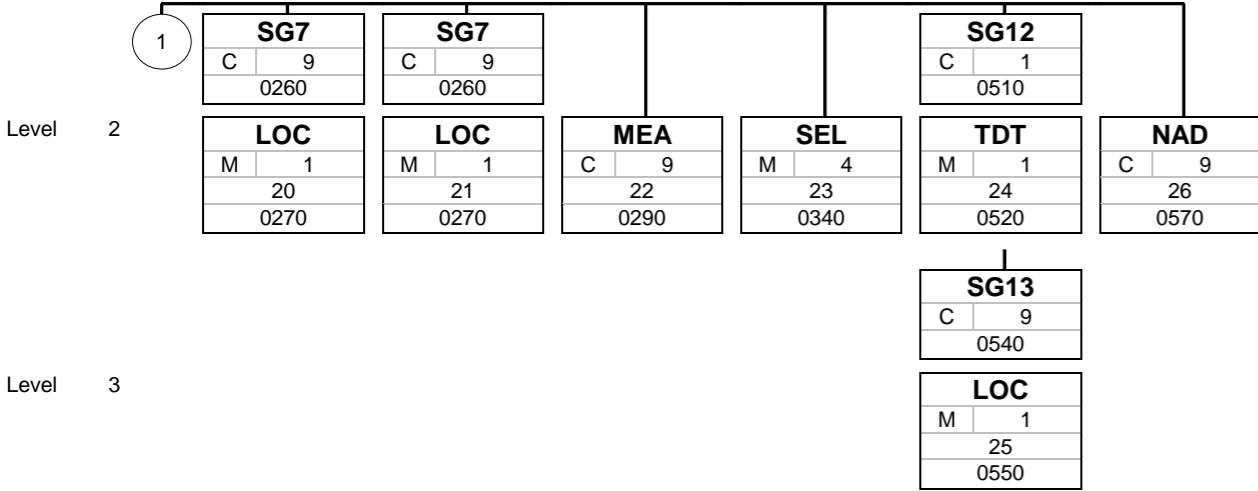 1
SG7 SG7 SG12
C 9 C 9 C 1
0260 0260 0510
Level 2 LOC LOC MEA SEL TDT NAD
M 1 M 1 C 9 M 4 M 1 C 9
20 21 22 23 24 26
0270 0270 0290 0340 0520 0570
SG13
C 9
0540
Level 3 LOC
M 1
25
0550